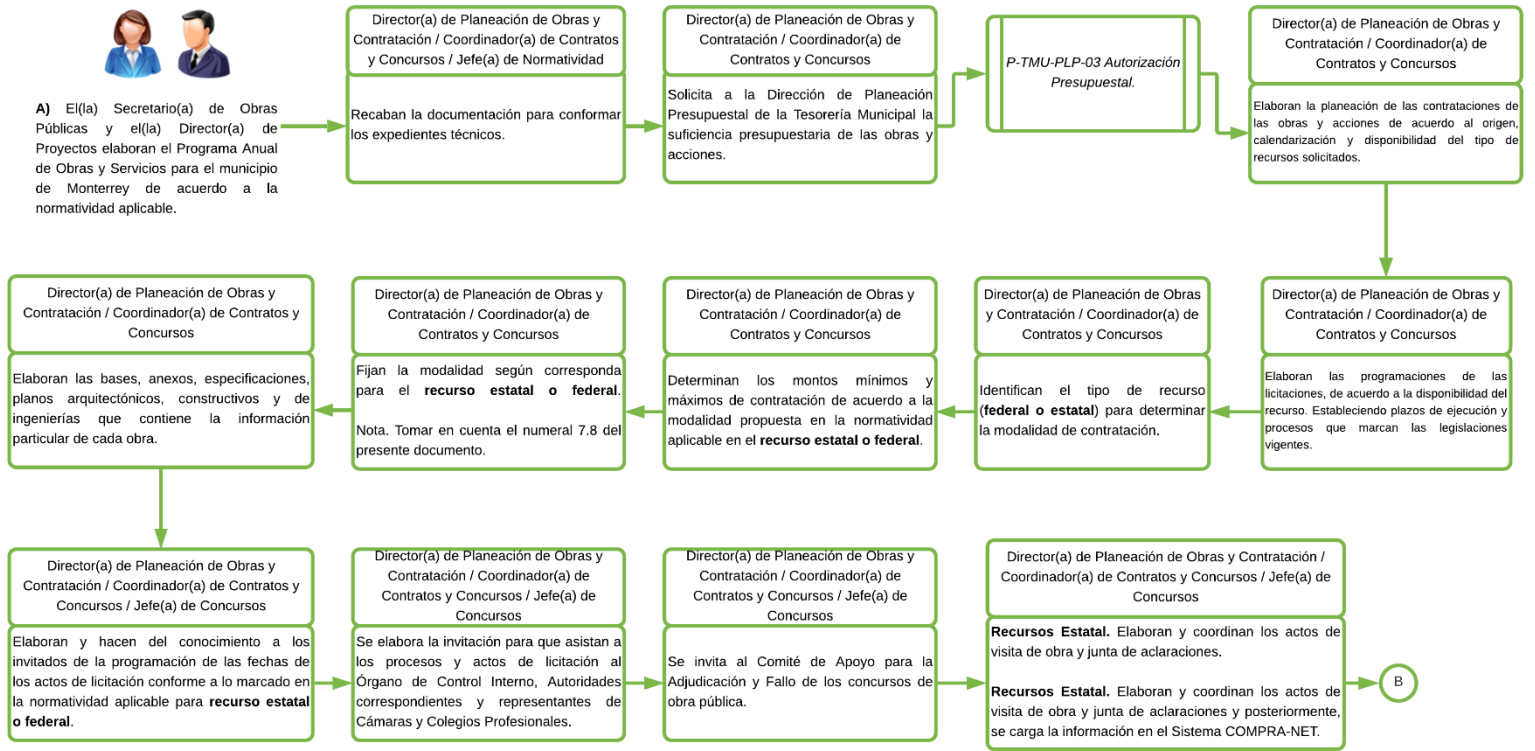 A) El(la) Secretario(a) de Obras
Públicas y el(la) Director(a) de
Proyectos elaboran el Programa Anual
de Obras y Servicios para el municipio
de Monterrey de acuerdo a la
normatividad aplicable.
Director(a) de Planeación de Obras y
Contratación / Coordinador(a) de Contratos
y Concursos / Jefe(a) de Normatividad
Recaban la documentación para conformar
los expedientes técnicos.
Director(a) de Planeación de Obras y
Contratación / Coordinador(a) de
Contratos y Concursos
Solicita a la Dirección de Planeación
Presupuestal de la Tesorería Municipal la
suficiencia presupuestaria de las obras y
acciones.
P-TMU-PLP-03 Autorización
Presupuestal.
Director(a) de Planeación de Obras y
Contratación / Coordinador(a) de
Contratos y Concursos
Elaboran la planeación de las contrataciones de
las obras y acciones de acuerdo al origen,
calendarización y disponibilidad del tipo de
recursos solicitados.
Director(a) de Planeación de Obras y
Contratación / Coordinador(a) de
Contratos y Concursos
Elaboran las programaciones de las
licitaciones, de acuerdo a la disponibilidad del
recurso. Estableciendo plazos de ejecución y
procesos que marcan las legislaciones
vigentes.
Director(a) de Planeación de Obras
y Contratación / Coordinador(a) de
Contratos y Concursos
Identifican el tipo de recurso
(federal o estatal) para determinar
la modalidad de contratación.
Director(a) de Planeación de Obras y
Contratación / Coordinador(a) de
Contratos y Concursos
Determinan los montos mínimos y
máximos de contratación de acuerdo a la
modalidad propuesta en la normatividad
aplicable en el recurso estatal o federal.
Director(a) de Planeación de Obras y
Contratación / Coordinador(a) de
Contratos y Concursos
Fijan la modalidad según corresponda
para el recurso estatal o federal.
Nota. Tomar en cuenta el numeral 7.8 del
presente documento.
Director(a) de Planeación de Obras y
Contratación / Coordinador(a) de Contratos y
Concursos
Elaboran las bases, anexos, especificaciones,
planos arquitectónicos, constructivos y de
ingenierías que contiene la información
particular de cada obra.
Director(a) de Planeación de Obras y
Contratación / Coordinador(a) de Contratos y
Concursos / Jefe(a) de Concursos
Elaboran y hacen del conocimiento a los
invitados de la programación de las fechas de
los actos de licitación conforme a lo marcado en
la normatividad aplicable para recurso estatal
o federal.
Director(a) de Planeación de Obras y
Contratación / Coordinador(a) de
Contratos y Concursos / Jefe(a) de
Concursos
Se elabora la invitación para que asistan a
los procesos y actos de licitación al
Órgano de Control Interno, Autoridades
correspondientes y representantes de
Cámaras y Colegios Profesionales.
Director(a) de Planeación de Obras y
Contratación / Coordinador(a) de
Contratos y Concursos / Jefe(a) de
Concursos
Se invita al Comité de Apoyo para la
Adjudicación y Fallo de los concursos de
obra pública.
Director(a) de Planeación de Obras y Contratación /
Coordinador(a) de Contratos y Concursos / Jefe(a) de
Concursos
Recursos Estatal. Elaboran y coordinan los actos de
visita de obra y junta de aclaraciones.
Recursos Estatal. Elaboran y coordinan los actos de
visita de obra y junta de aclaraciones y posteriormente,
se carga la información en el Sistema COMPRA-NET.
B